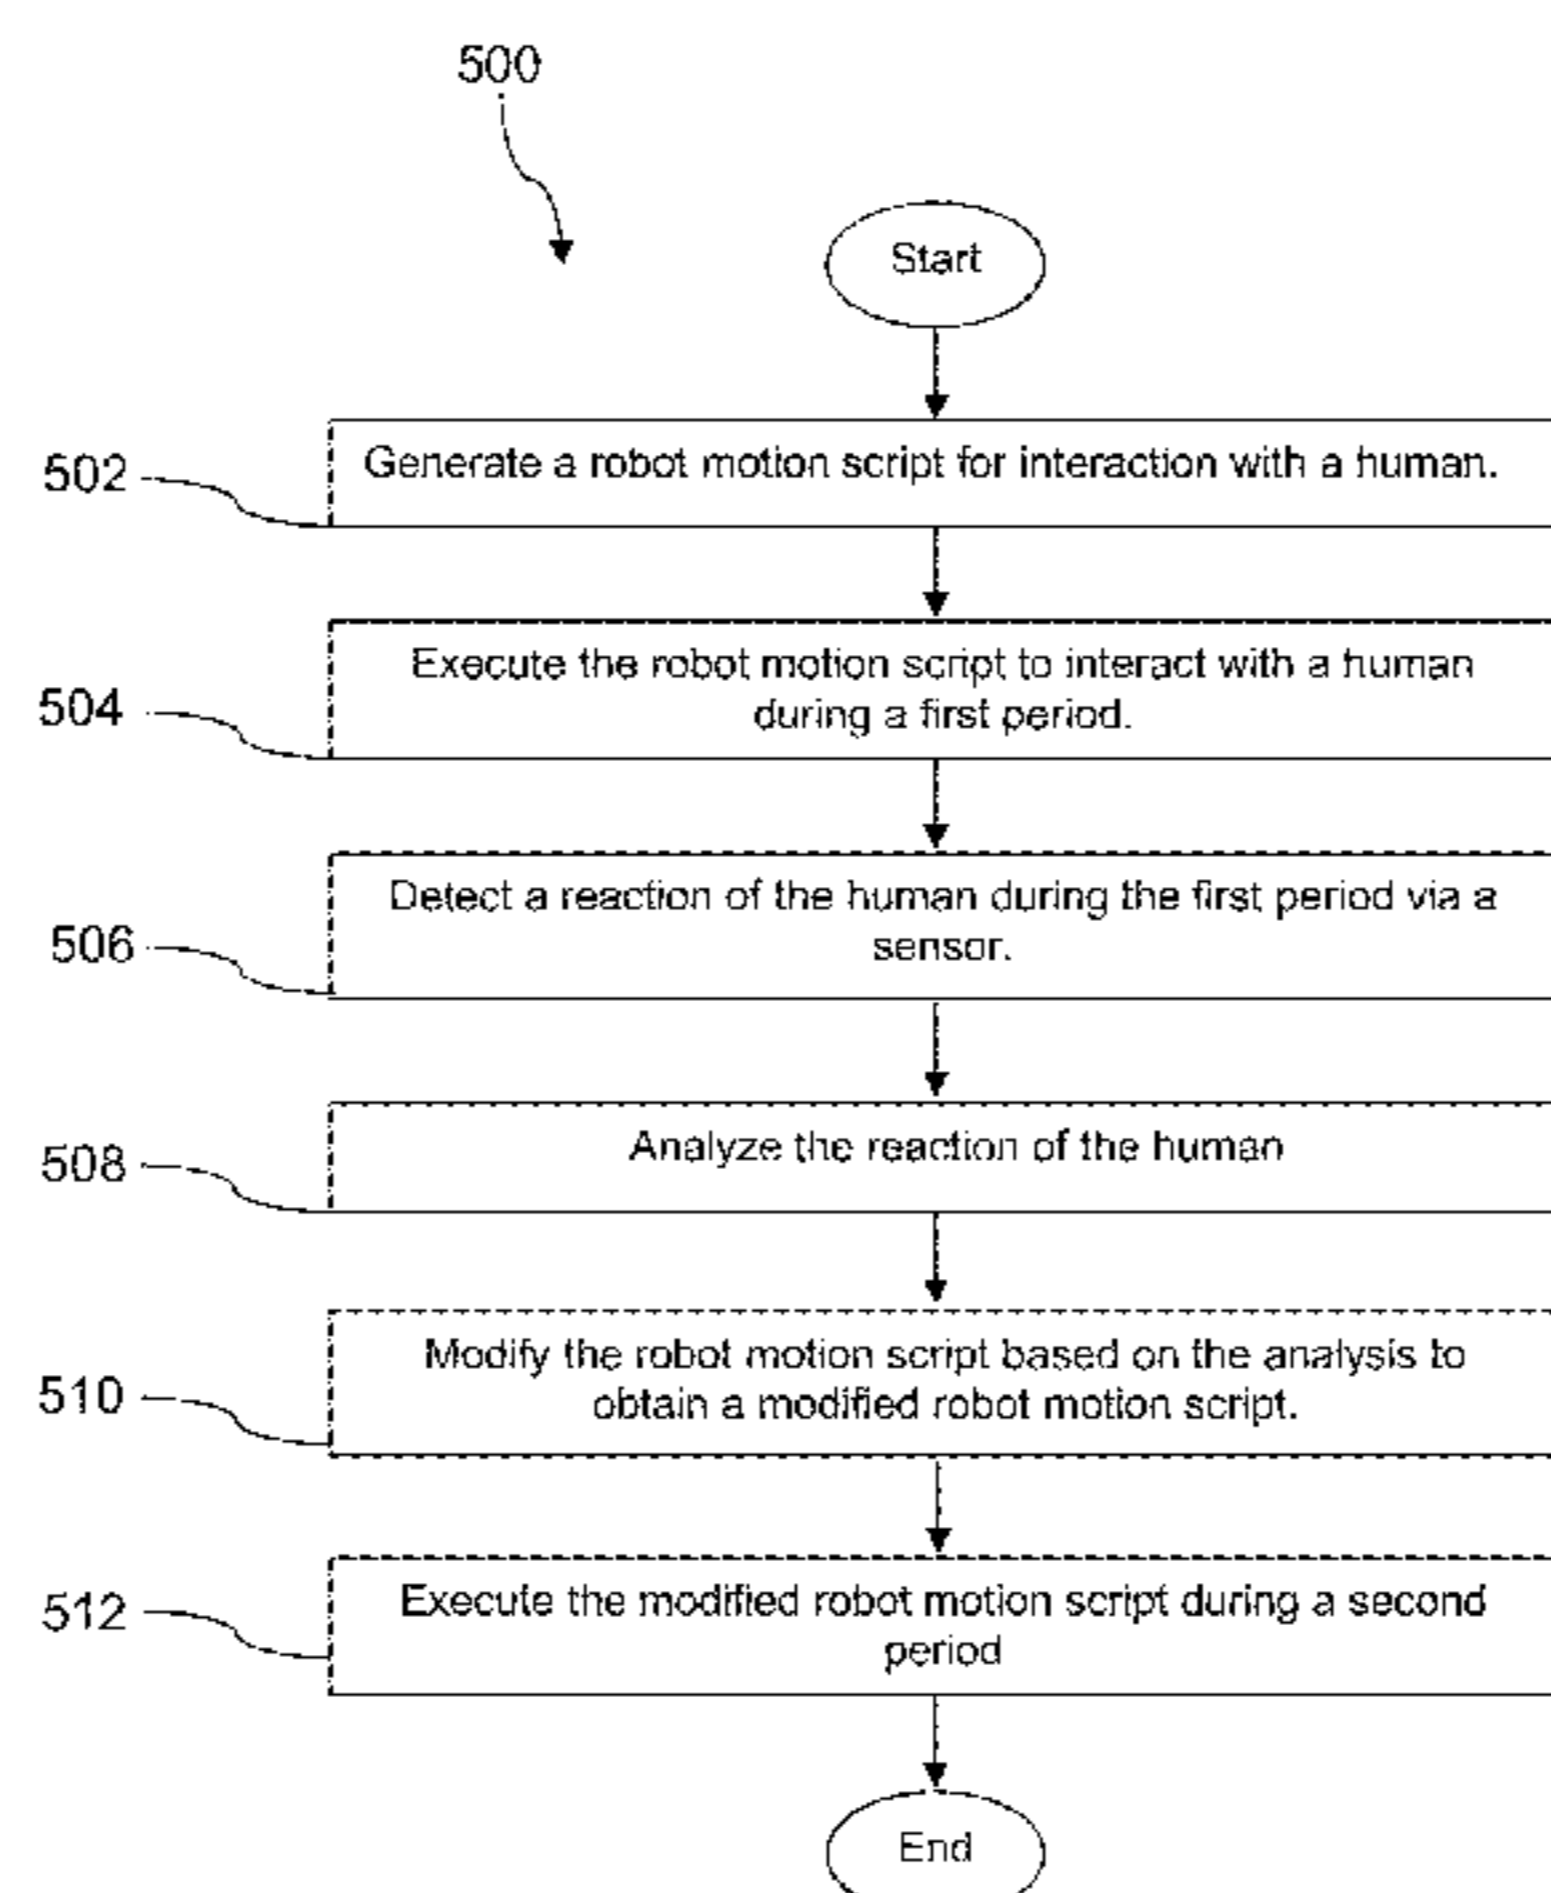 500
Start
502
Generate a robot motion script for interaction with a human.
504
Execute the robot motion script to interact with a human
during a first period.
506
Detect a reaction of the human during the first period via a
sensor.
508
Analyze the reaction of the human
510
Modify the robot motion script based on the analysis to
obtain a modified robot motion script.
512
Execute the modified robot motion script during a second
period
End